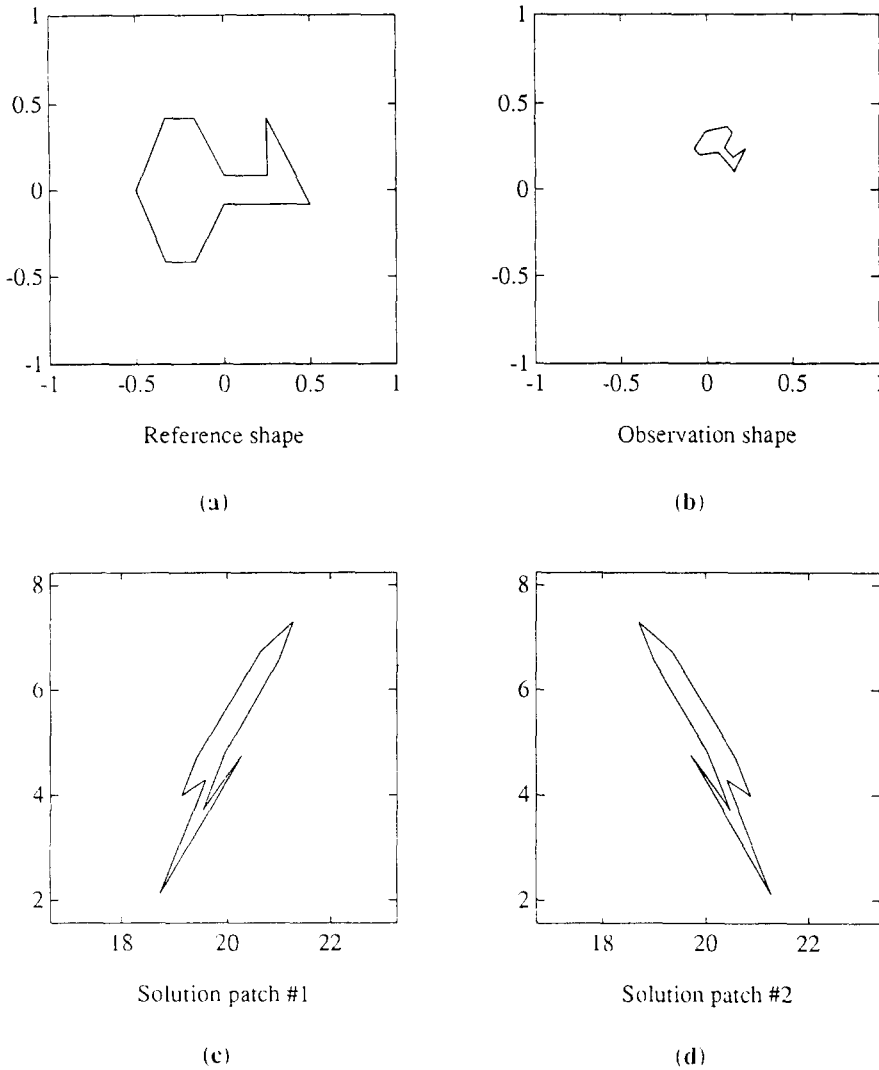 1
0.5
0
-0.5
-1
-1 -0.5 0 0.5 1
Reference shape
(a)
1
0.5
0
-0.5
-1
-1 -0.5 0 0.5 1
Observation shape
(b)
8
6
4
2
18 20 22
Solution patch #1
(c)
8
6
4
2
18 20 22
Solution patch #2
(d)